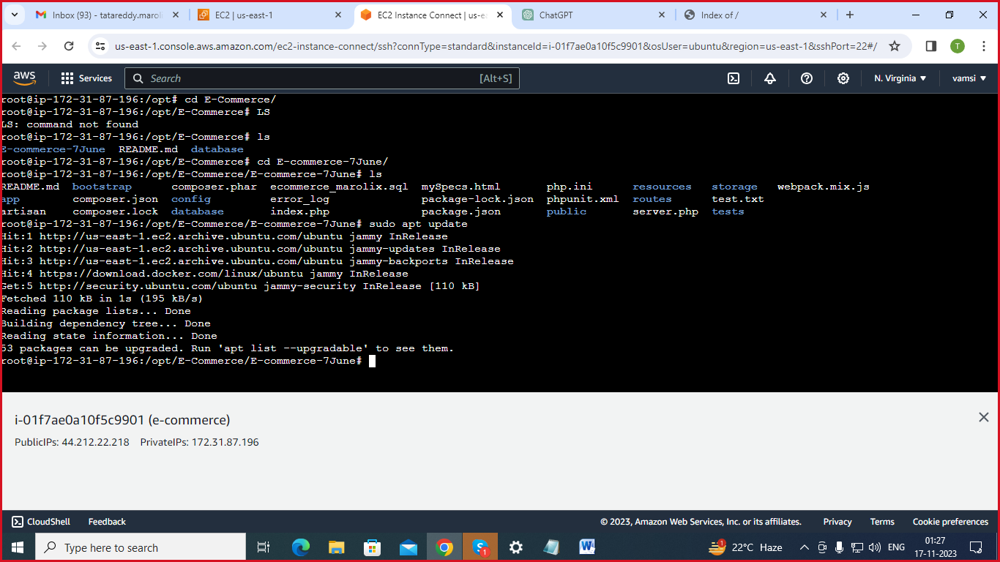 Inbox (93) - tatareddy.maroli
EC2 | us-east-1
EC2 Instance Connect | us-ea
ChatGPT
Index of /
us-east-1.console.aws.amazon.com/ec2-instance-connect/ssh?connType=standard&instanceId=i-01f7ae0a10f5c9901&osUser=ubuntu&region=us-east-1&sshPort=22#/
T
aws Services Search [Alt+S] N. Virginia vamsi
root@ip-172-31-87-196:/opt# cd E-Commerce/
root@ip-172-31-87-196:/opt/E-Commerce# LS
LS: command not found
root@ip-172-31-87-196:/opt/E-Commerce# ls
E-commerce-7June README.md database
root@ip-172-31-87-196:/opt/E-Commerce# cd E-commerce-7June/
root@ip-172-31-87-196:/opt/E-Commerce/E-commerce-7June# ls
README.md bootstrap composer.phar ecommerce_marolix.sql mySpecs.html php.ini resources storage webpack.mix.js
app composer.json config error_log package-lock.json phpunit.xml routes test.txt
artisan composer.lock database index.php package.json public server.php tests
root@ip-172-31-87-196:/opt/E-Commerce/E-commerce-7June# sudo apt update
Hit:1 http://us-east-1.ec2.archive.ubuntu.com/ubuntu jammy InRelease
Hit:2 http://us-east-1.ec2.archive.ubuntu.com/ubuntu jammy-updates InRelease
Hit:3 http://us-east-1.ec2.archive.ubuntu.com/ubuntu jammy-backports InRelease
Hit:4 https://download.docker.com/linux/ubuntu jammy InRelease
Get:5 http://security.ubuntu.com/ubuntu jammy-security InRelease [110 kB]
Fetched 110 kB in 1s (195 kB/s)
Reading package lists... Done
Building dependency tree... Done
Reading state information... Done
53 packages can be upgraded. Run 'apt list --upgradable' to see them.
root@ip-172-31-87-196:/opt/E-Commerce/E-commerce-7June#
i-01f7ae0a10f5c9901 (e-commerce)
PublicIPs: 44.212.22.218 PrivateIPs: 172.31.87.196
CloudShell Feedback © 2023, Amazon Web Services, Inc. or its affiliates. Privacy Terms Cookie preferences
Type here to search
1
1
22°C Haze
ENG
01:27
17-11-2023